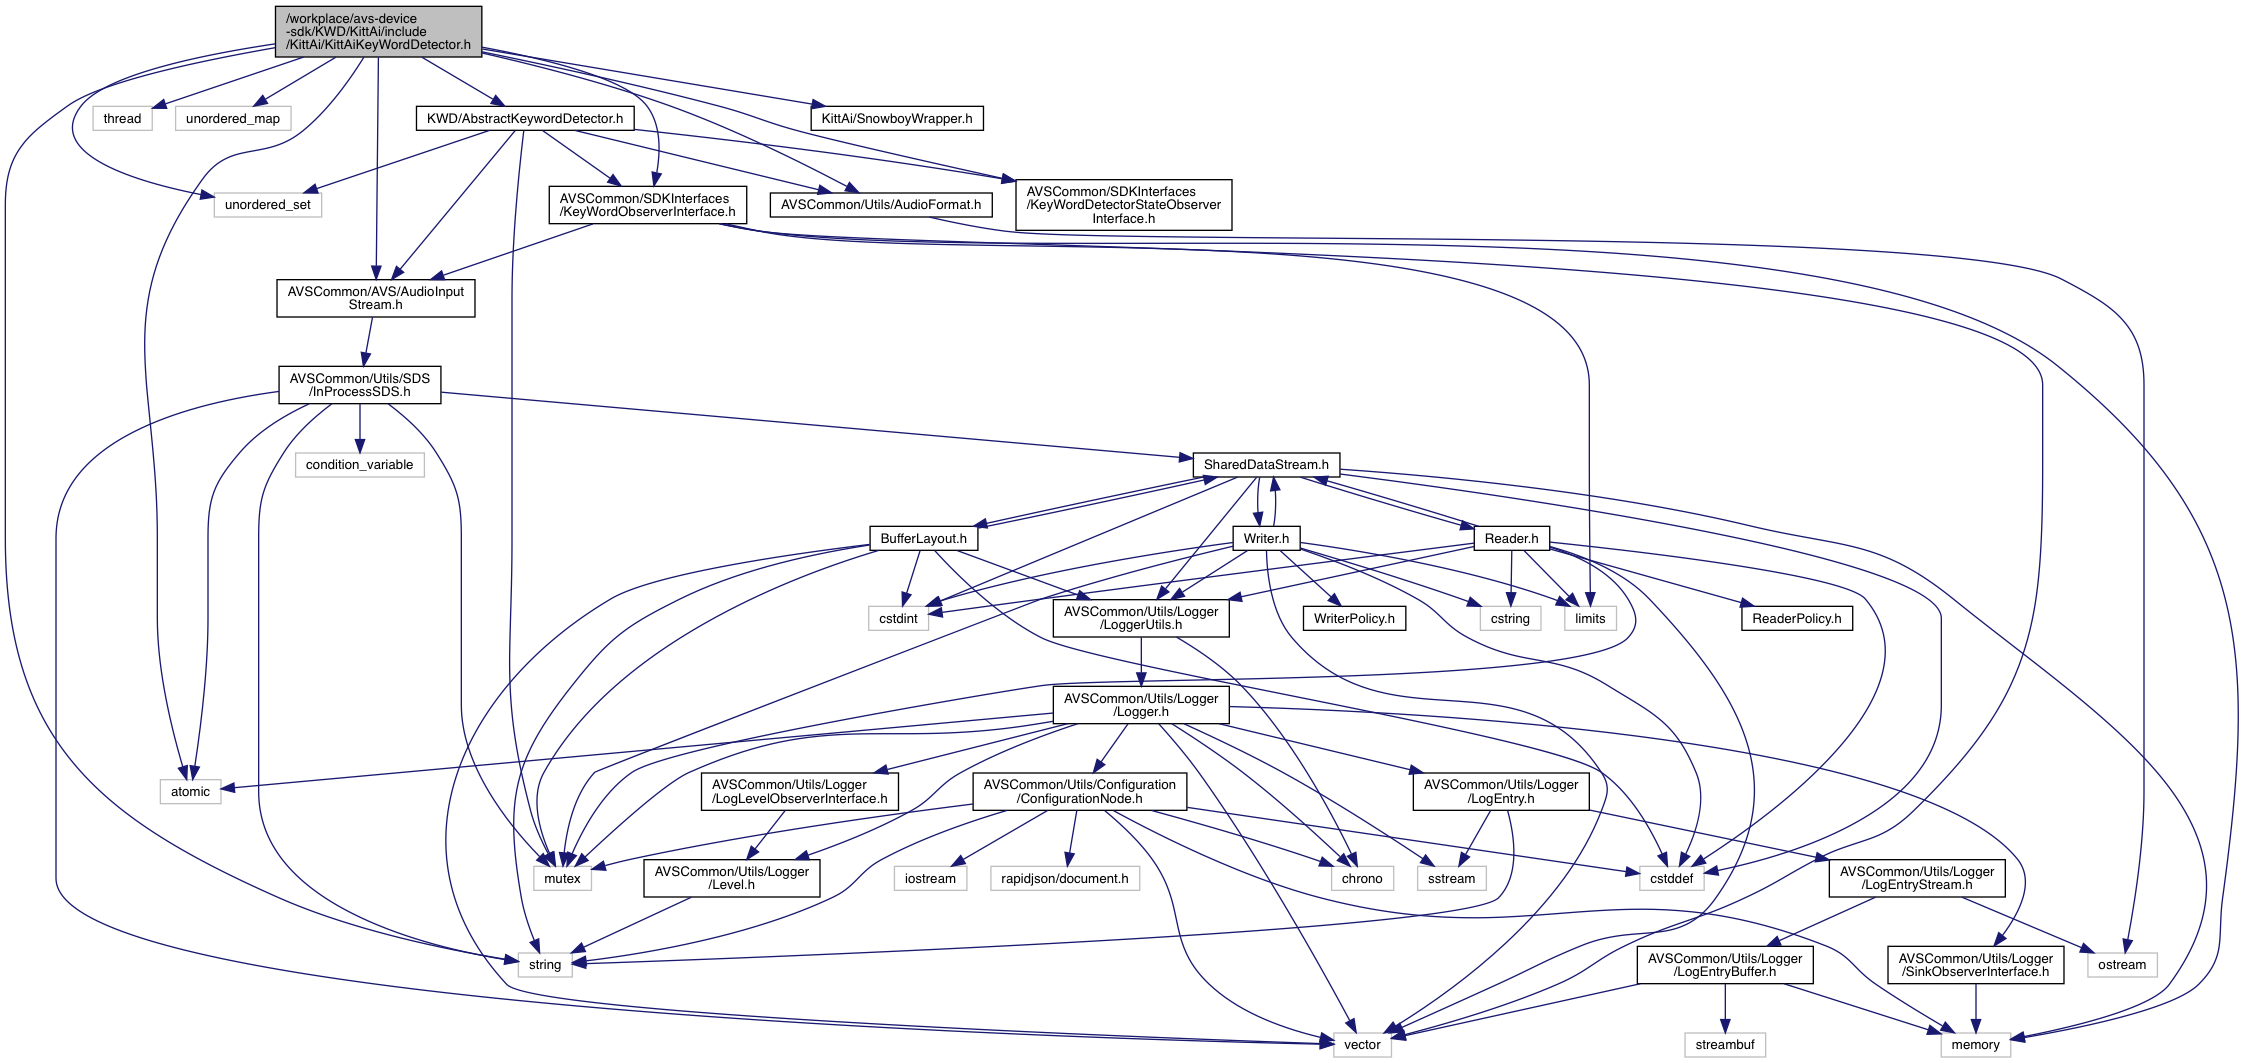 /workplace/avs-device
-sdk/KWD/KittAi/include
/KittAi/KittAiKeyWordDetector.h
thread
unordered_map
KWD/AbstractKeywordDetector.h
KittAi/SnowboyWrapper.h
unordered_set
AVSCommon/SDKInterfaces
/KeyWordObserverInterface.h
AVSCommon/Utils/AudioFormat.h
AVSCommon/SDKInterfaces
/KeyWordDetectorStateObserver
Interface.h
AVSCommon/AVS/AudioInput
Stream.h
AVSCommon/Utils/SDS
/InProcessSDS.h
condition_variable
SharedDataStream.h
BufferLayout.h
Writer.h
Reader.h
cstdint
AVSCommon/Utils/Logger
/LoggerUtils.h
WriterPolicy.h
cstring
limits
ReaderPolicy.h
AVSCommon/Utils/Logger
/Logger.h
atomic
AVSCommon/Utils/Logger
/LogLevelObserverInterface.h
AVSCommon/Utils/Configuration
/ConfigurationNode.h
AVSCommon/Utils/Logger
/LogEntry.h
mutex
AVSCommon/Utils/Logger
/Level.h
iostream
rapidjson/document.h
chrono
sstream
cstddef
AVSCommon/Utils/Logger
/LogEntryStream.h
string
AVSCommon/Utils/Logger
/LogEntryBuffer.h
AVSCommon/Utils/Logger
/SinkObserverInterface.h
ostream
vector
streambuf
memory